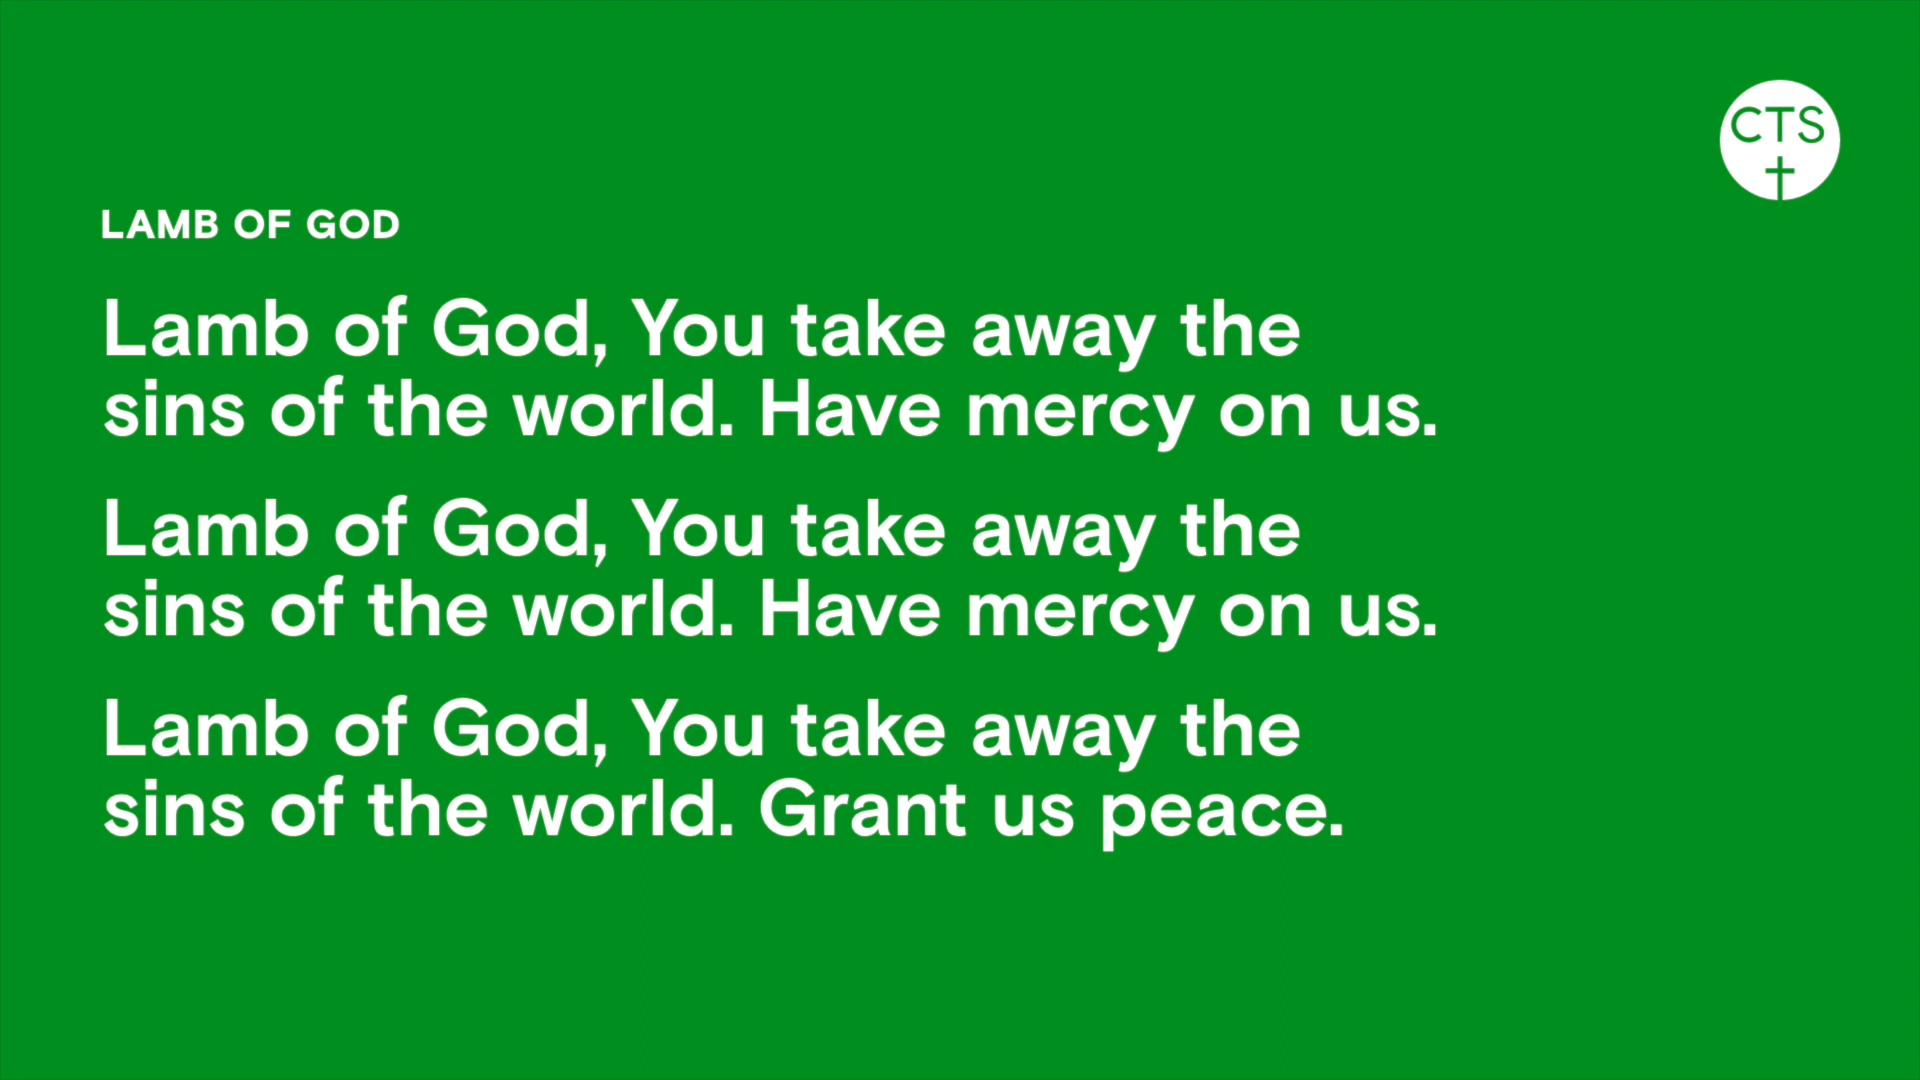 CTS
LAMB OF GOD
Lamb of God, You take away the
sins of the world. Have mercy on us.
Lamb of God, You take away the
sins of the world. Have mercy on us.
Lamb of God, You take away the
sins of the world. Grant us peace.